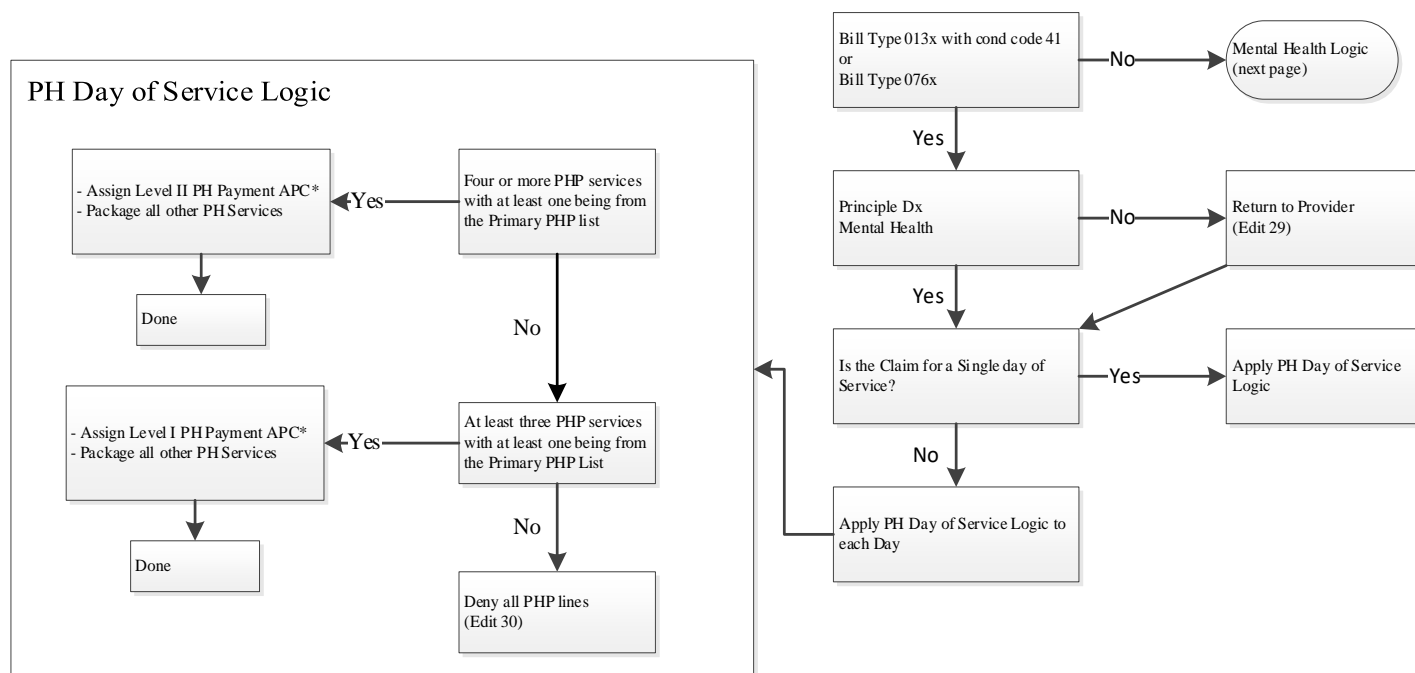 PH Day of Service Logic
- Assign Level II PH Payment APC*
- Package all other PH Services
Yes
Four or more PHP services
with at least one being from
the Primary PHP list
Done
No
- Assign Level I PH Payment APC*
- Package all other PH Services
Yes
At least three PHP services
with at least one being from
the Primary PHP List
Done
No
Deny all PHP lines
(Edit 30)
Bill Type 013x with cond code 41
or
Bill Type 076x
No
Mental Health Logic
(next page)
Yes
Principle Dx
Mental Health
No
Return to Provider
(Edit 29)
Yes
Is the Claim for a Single day of
Service?
Yes
Apply PH Day of Service
Logic
No
Apply PH Day of Service Logic to
each Day